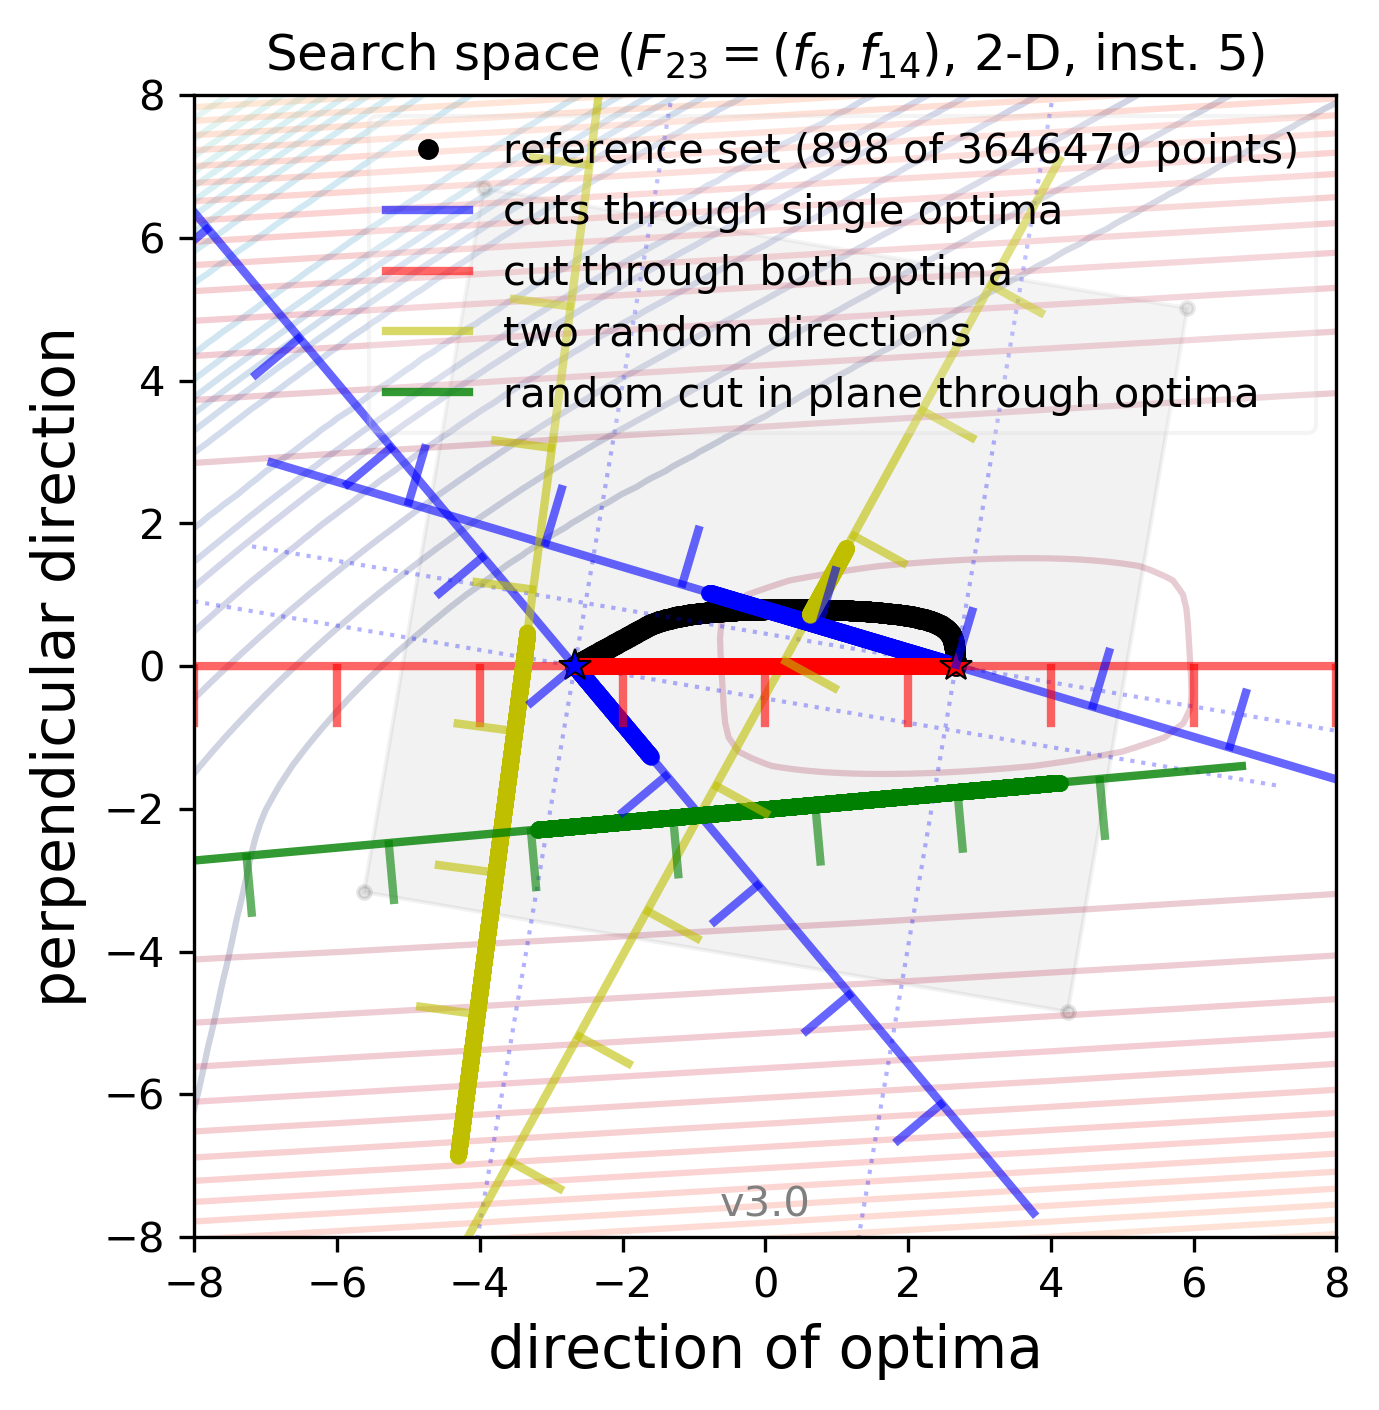 Search space (F23 = (f6, f14), 2-D, inst. 5)
reference set (898 of 3646470 points)
cuts through single optima
cut through both optima
two random directions
random cut in plane through optima
perpendicular direction
8
6
4
2
0
−2
−4
−6
−8
v3.0
−8 −6 −4 −2 0 2 4 6 8
direction of optima